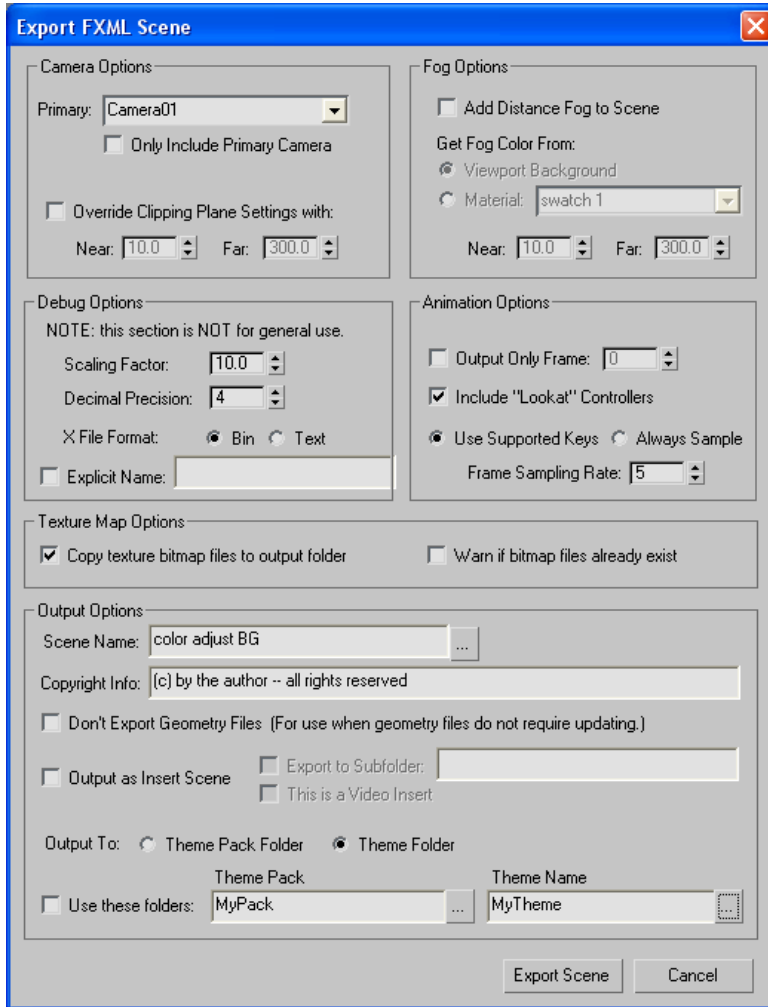 Export FXML Scene
Camera Options
Primary: Camera01
Only Include Primary Camera
Override Clipping Plane Settings with:
Near: 10.0 Far: 300.0
Fog Options
Add Distance Fog to Scene
Get Fog Color From:
Viewport Background
Material: swatch 1
Near: 10.0 Far: 300.0
Debug Options
NOTE: this section is NOT for general use.
Scaling Factor: 10.0
Decimal Precision: 4
X File Format: Bin Text
Explicit Name:
Animation Options
Output Only Frame: 0
Include "Lookat" Controllers
Use Supported Keys Always Sample
Frame Sampling Rate: 5
Texture Map Options
Copy texture bitmap files to output folder
Warn if bitmap files already exist
Output Options
Scene Name: color adjust BG ...
Copyright Info: (c) by the author -- all rights reserved
Don't Export Geometry Files (For use when geometry files do not require updating.)
Output as Insert Scene
Export to Subfolder:
This is a Video Insert
Output To: Theme Pack Folder Theme Folder
Theme Pack Theme Name
Use these folders: MyPack ... MyTheme ...
Export Scene Cancel